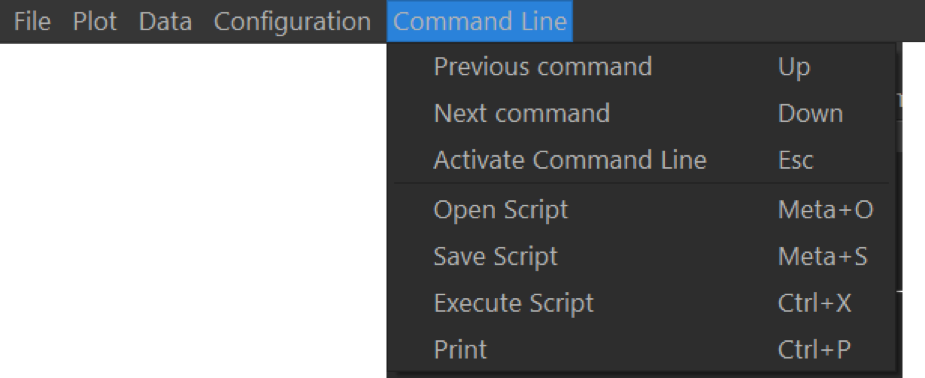 File Plot Data Configuration Command Line
Previous command Up
Next command Down
Activate Command Line Esc
Open Script Meta+O
Save Script Meta+S
Execute Script Ctrl+X
Print Ctrl+P